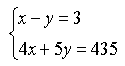 x − y = 3
4x + 5y = 435